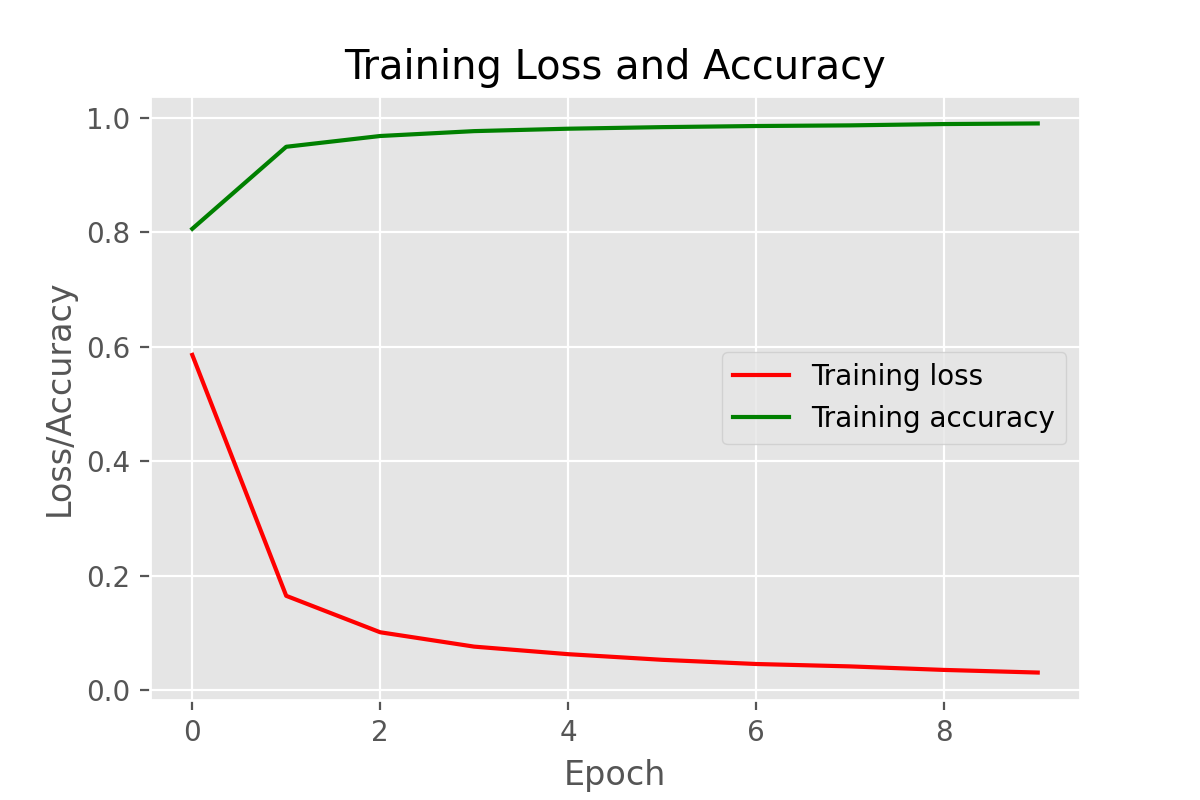 Training Loss and Accuracy
1.0
0.8
0.6
0.4
0.2
0.0
Loss/Accuracy
Training loss
Training accuracy
0 2 4 6 8
Epoch